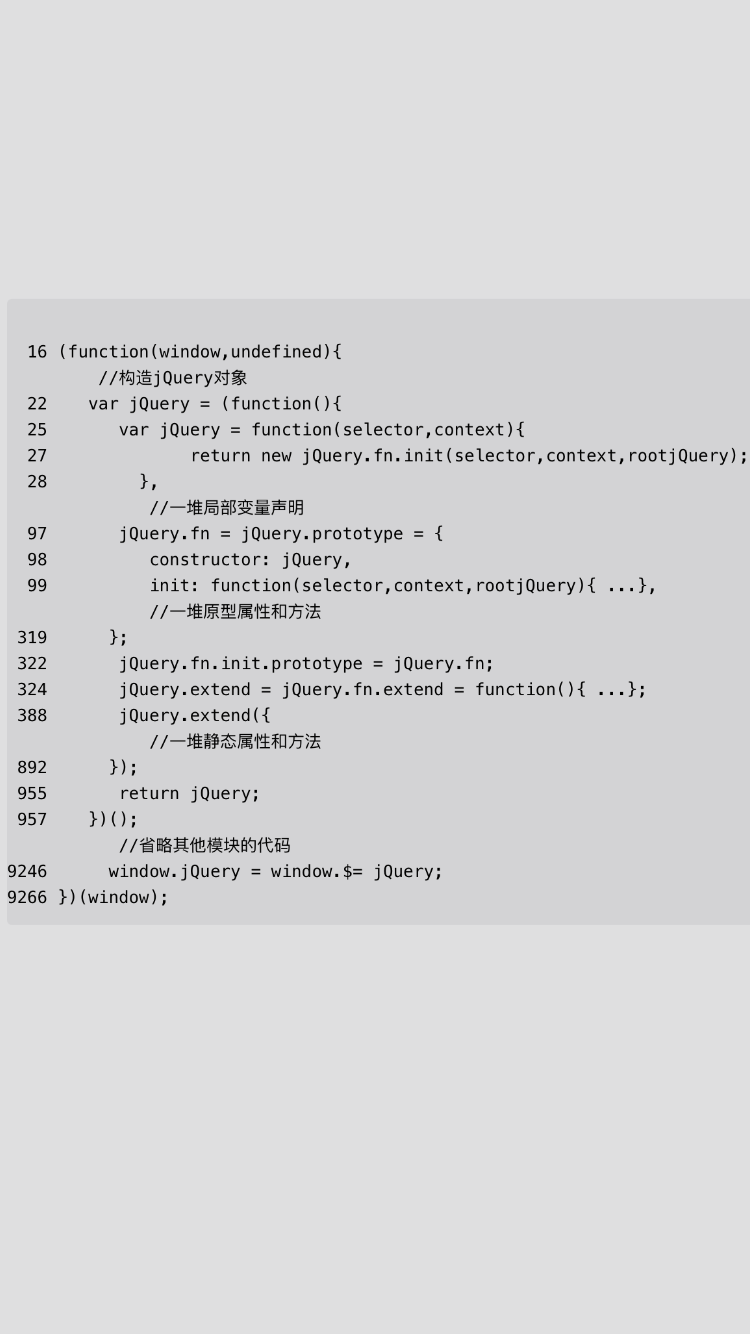 16 (function(window,undefined){
//构造jQuery对象
22 var jQuery = (function(){
25 var jQuery = function(selector,context){
27 return new jQuery.fn.init(selector,context,rootjQuery);
28 },
//一堆局部变量声明
97 jQuery.fn = jQuery.prototype = {
98 constructor: jQuery,
99 init: function(selector,context,rootjQuery){ ...},
//一堆原型属性和方法
319 };
322 jQuery.fn.init.prototype = jQuery.fn;
324 jQuery.extend = jQuery.fn.extend = function(){ ...};
388 jQuery.extend({
//一堆静态属性和方法
892 });
955 return jQuery;
957 })();
//省略其他模块的代码
9246 window.jQuery = window.$= jQuery;
9266 })(window);